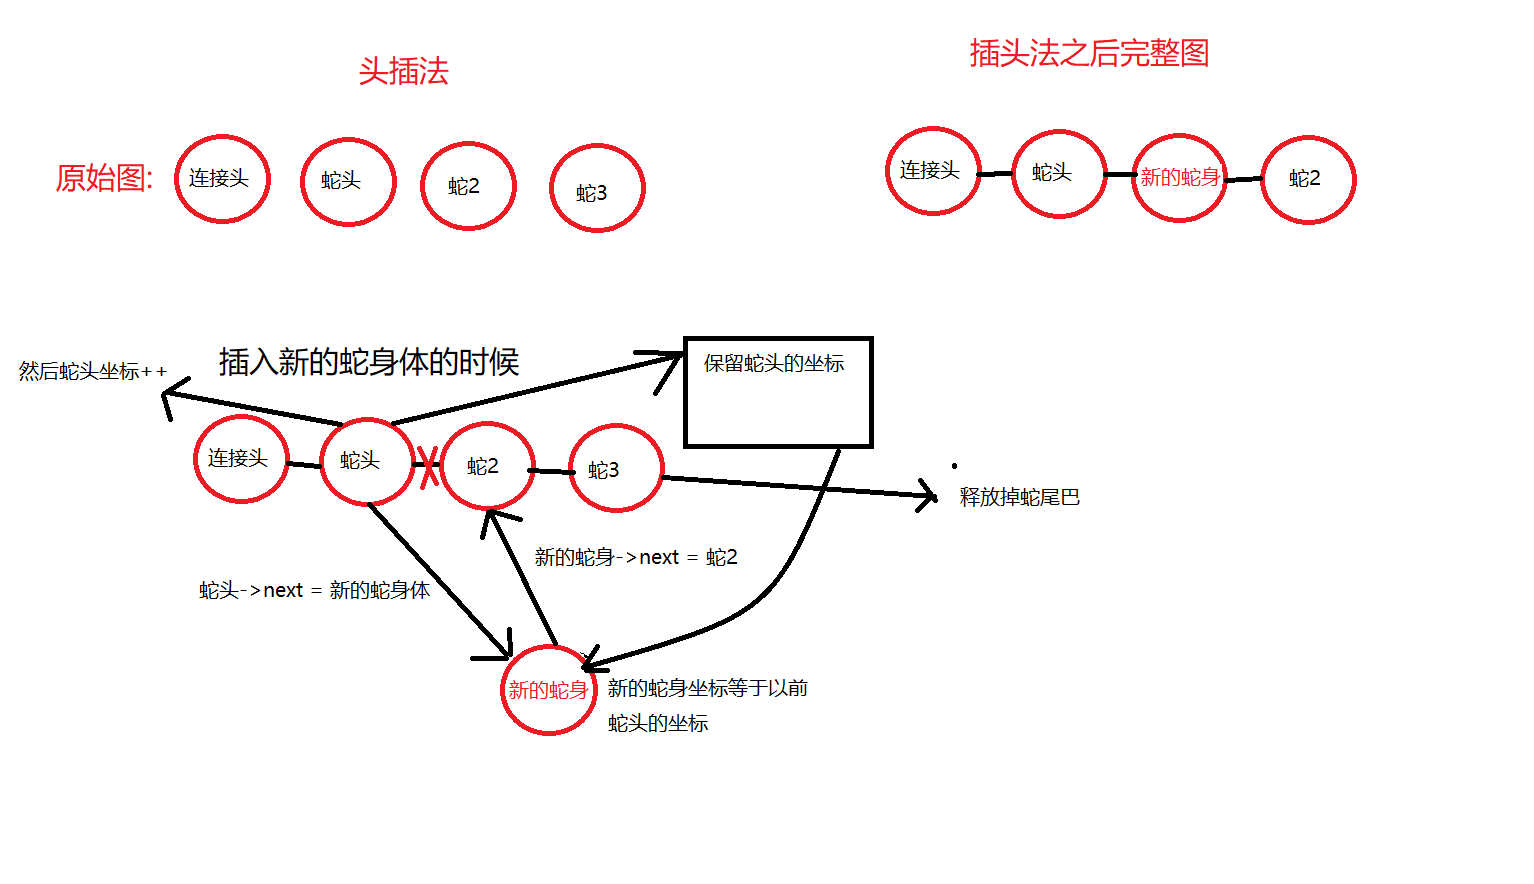 头插法
插头法之后完整图
原始图:
连接头
蛇头
蛇2
蛇3
连接头
蛇头
新的蛇身
蛇2
插入新的蛇身体的时候
保留蛇头的坐标
然后蛇头坐标++
连接头
蛇头
蛇2
蛇3
释放掉蛇尾巴
新的蛇身->next = 蛇2
蛇头->next = 新的蛇身体
新的蛇身
新的蛇身坐标等于以前
蛇头的坐标